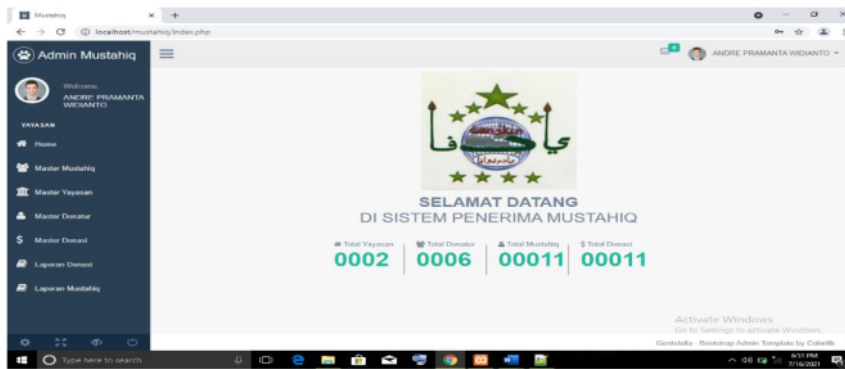 Mustahiq
localhost/mustahiq/index.php
Admin Mustahiq
Welcome,
ANDRE PRAMANTA
WIDIANTO
YAYASAN
Home
Master Mustahiq
Master Yayasan
Master Donatur
Master Donasi
Laporan Donasi
Laporan Mustahiq
ANDRE PRAMANTA WIDIANTO
SELAMAT DATANG
DI SISTEM PENERIMA MUSTAHIQ
Total Yayasan
0002
Total Donatur
0006
Total Mustahiq
00011
Total Donasi
00011
Activate Windows
Go to Settings to activate Windows.
Gentelella - Bootstrap Admin Template by Colorlib
Type here to search
6:51 PM
7/16/2021